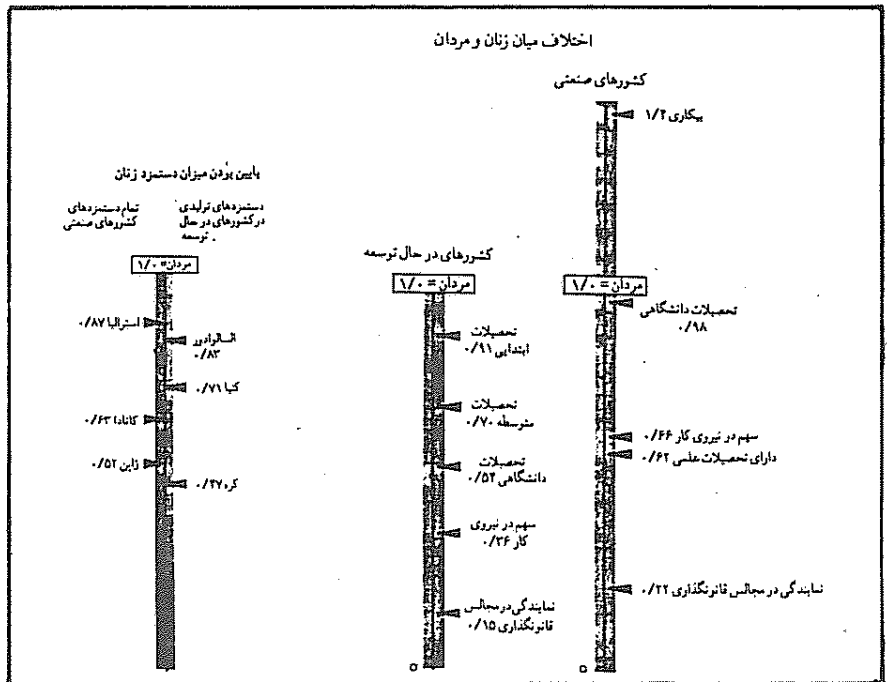 اختلاف میان زنان و مردان
کشورهای صنعتی
بیکاری ۱/۴
مردان = ۱/۰
تحصیلات دانشگاهی
۰/۹۸
سهم در نیروی کار ۰/۶۶
دارای تحصیلات علمی ۰/۶۲
نمایندگی در مجالس قانونگذاری ۰/۲۲
۰
کشورهای در حال توسعه
مردان = ۱/۰
تحصیلات
ابتدایی ۰/۹۱
تحصیلات
متوسطه ۰/۷۰
تحصیلات
دانشگاهی ۰/۵۴
سهم در نیروی
کار ۰/۳۶
نمایندگی در مجالس
قانونگذاری ۰/۱۵
۰
پایین بودن میزان دستمزد زنان
دستمزدهای تولیدی
در کشورهای در حال
توسعه
تمام دستمزدهای
کشورهای صنعتی
مردان = ۱/۰
استرالیا ۰/۸۷
السالوادور
۰/۸۳
کنیا ۰/۷۱
کانادا ۰/۶۳
ژاپن ۰/۵۲
کره ۰/۴۷